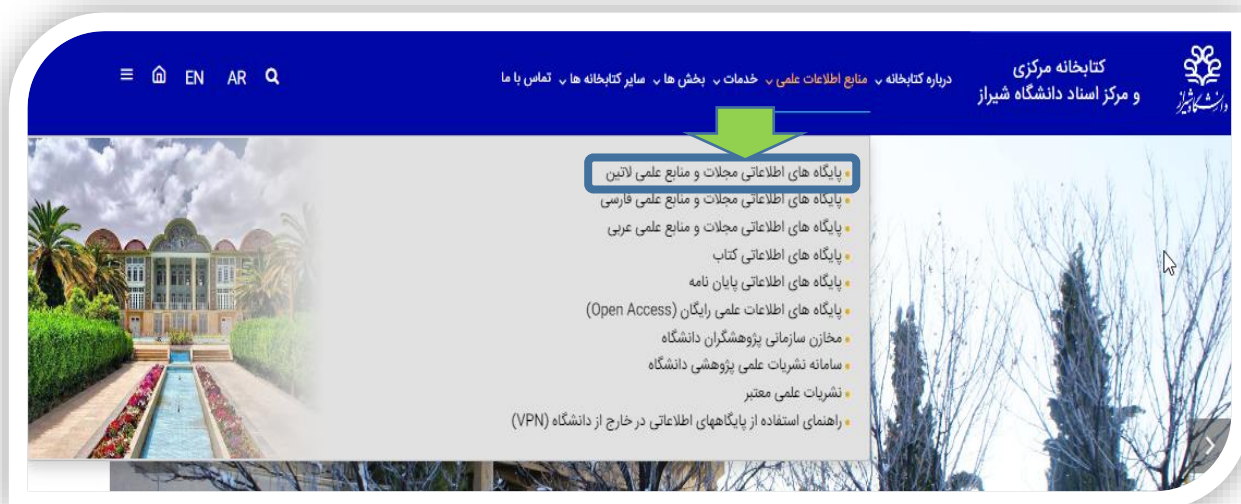 دانشگاه شیراز
کتابخانه مرکزی
و مرکز اسناد دانشگاه شیراز
درباره کتابخانه منابع اطلاعات علمی خدمات بخش ها سایر کتابخانه ها تماس با ما
AR EN
پایگاه های اطلاعاتی مجلات و منابع علمی لاتین
پایگاه های اطلاعاتی مجلات و منابع علمی فارسی
پایگاه های اطلاعاتی مجلات و منابع علمی عربی
پایگاه های اطلاعاتی کتاب
پایگاه های اطلاعاتی پایان نامه
پایگاه های اطلاعات علمی رایگان (Open Access)
مخازن سازمانی پژوهشگران دانشگاه
سامانه نشریات علمی پژوهشی دانشگاه
نشریات علمی معتبر
راهنمای استفاده از پایگاههای اطلاعاتی در خارج از دانشگاه (VPN)